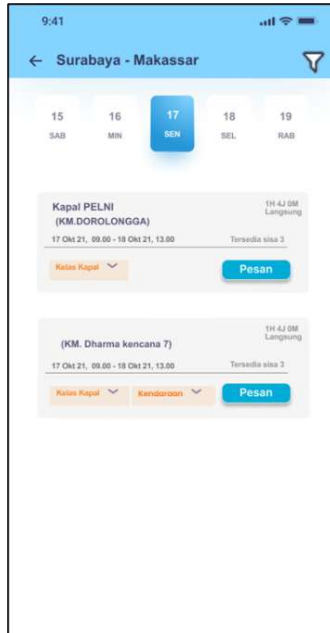 9:41
Surabaya - Makassar
15 16 17 18 19
SAB MIN SEN SEL RAB
Kapal PELNI 1H 4J 0M
(KM.DOROLONGGA) Langsung
17 Okt 21, 09.00 - 18 Okt 21, 13.00 Tersedia sisa 3
Kelas Kapal Pesan
1H 4J 0M
Langsung
(KM. Dharma kencana 7)
17 Okt 21, 09.00 - 18 Okt 21, 13.00 Tersedia sisa 3
Kelas Kapal Kendaraan Pesan